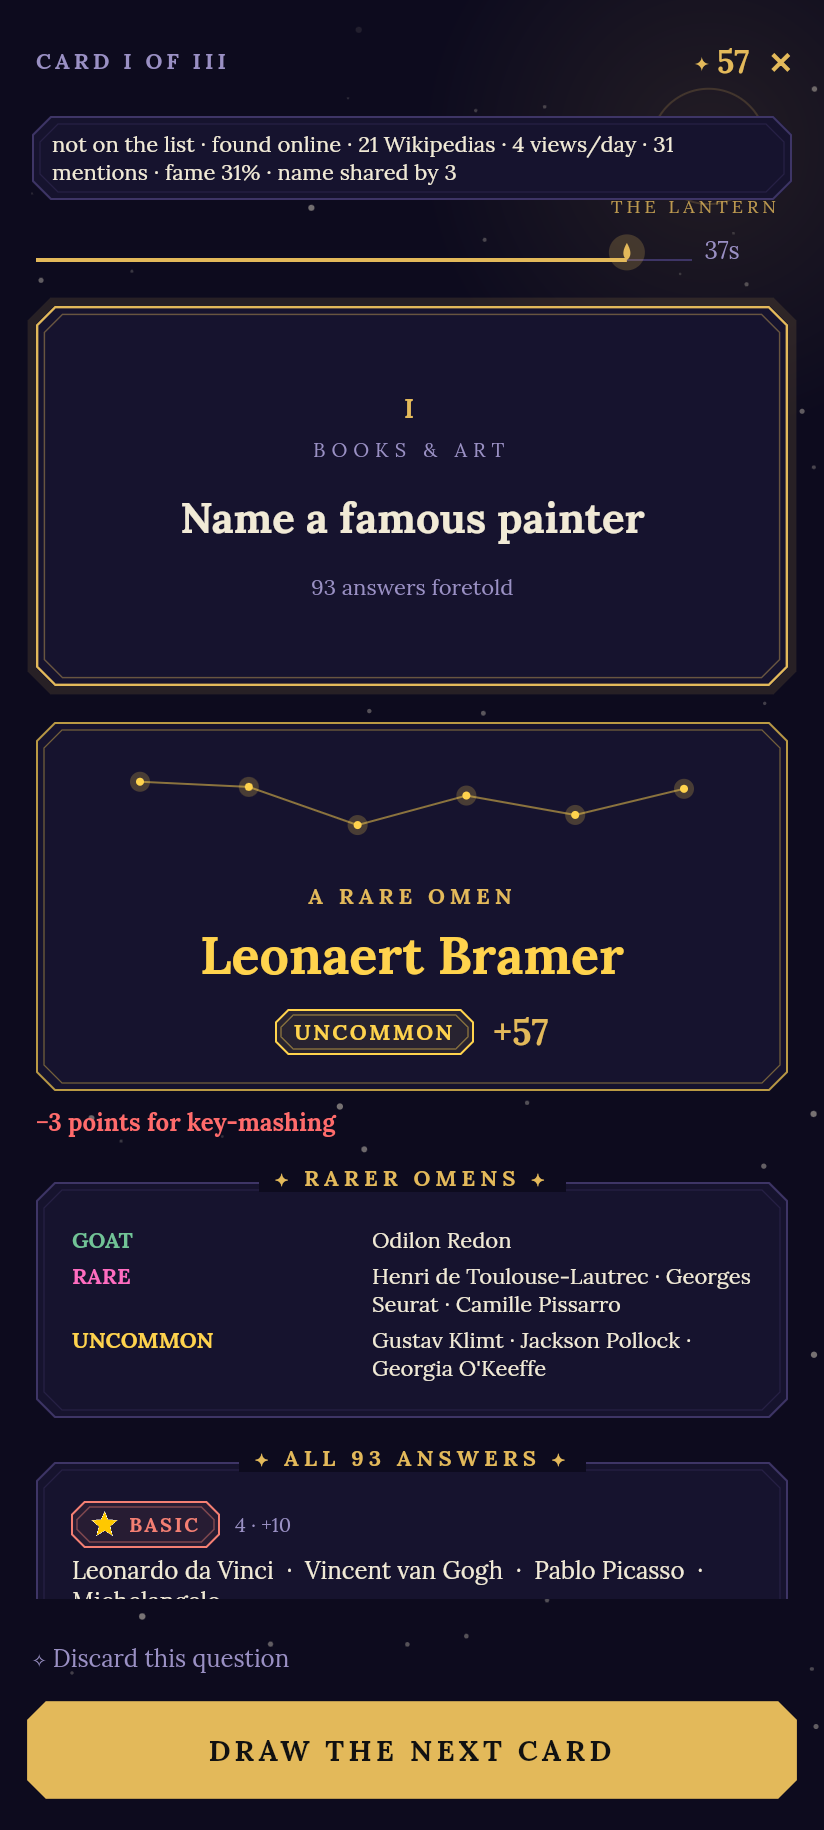 CARD I OF III
✦ 57 ✕
not on the list · found online · 21 Wikipedias · 4 views/day · 31
mentions · fame 31% · name shared by 3
THE LANTERN
37s
I
BOOKS & ART
Name a famous painter
93 answers foretold
A RARE OMEN
Leonaert Bramer
UNCOMMON +57
−3 points for key-mashing
✦ RARER OMENS ✦
GOAT Odilon Redon
RARE Henri de Toulouse-Lautrec · Georges
Seurat · Camille Pissarro
UNCOMMON Gustav Klimt · Jackson Pollock ·
Georgia O'Keeffe
✦ ALL 93 ANSWERS ✦
⭐ BASIC 4 · +10
Leonardo da Vinci · Vincent van Gogh · Pablo Picasso ·
Michelangelo
✧ Discard this question
DRAW THE NEXT CARD